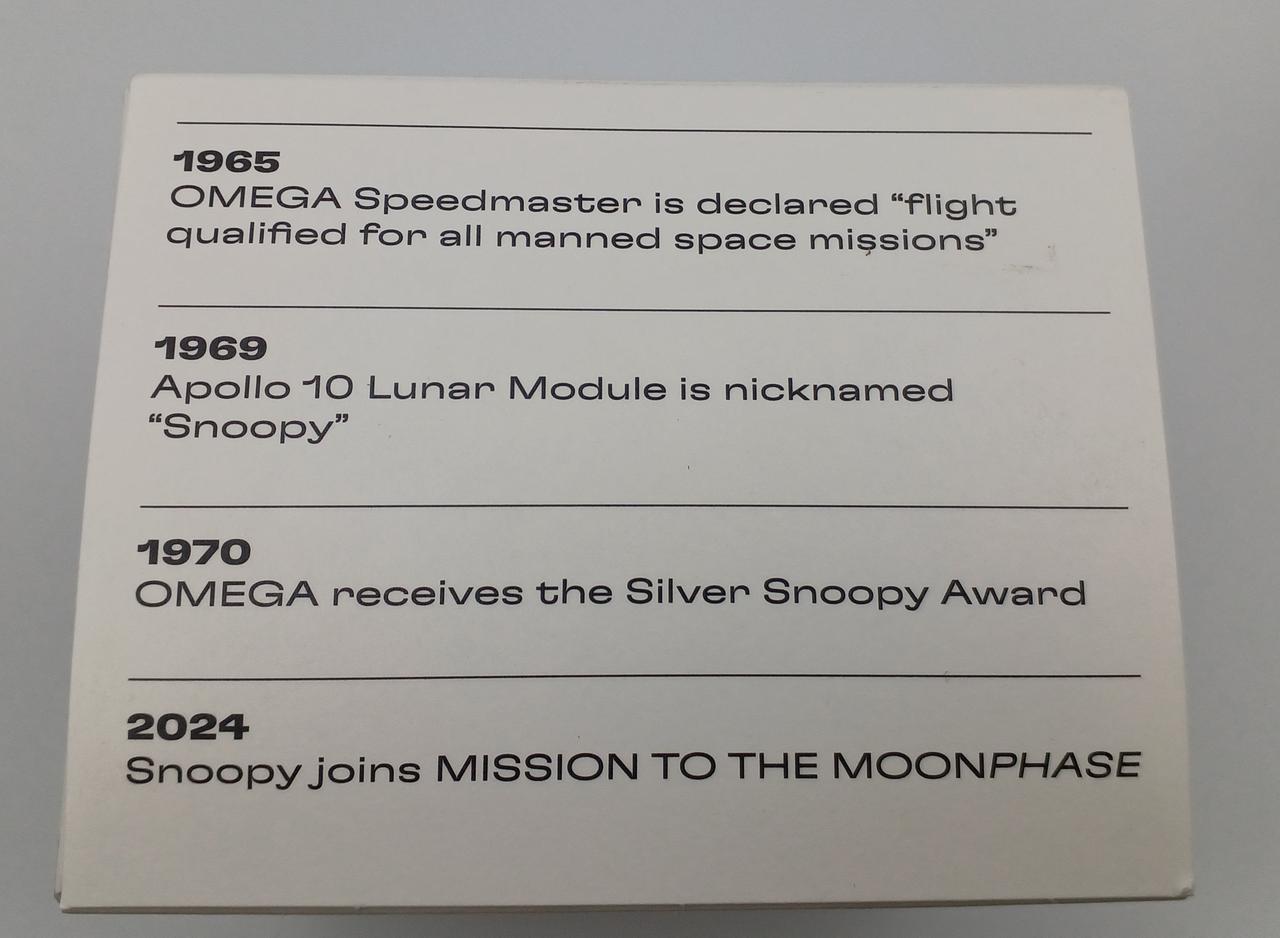 1965
OMEGA Speedmaster is declared “flight
qualified for all manned space missions”
1969
Apollo 10 Lunar Module is nicknamed
“Snoopy”
1970
OMEGA receives the Silver Snoopy Award
2024
Snoopy joins MISSION TO THE MOONPHASE